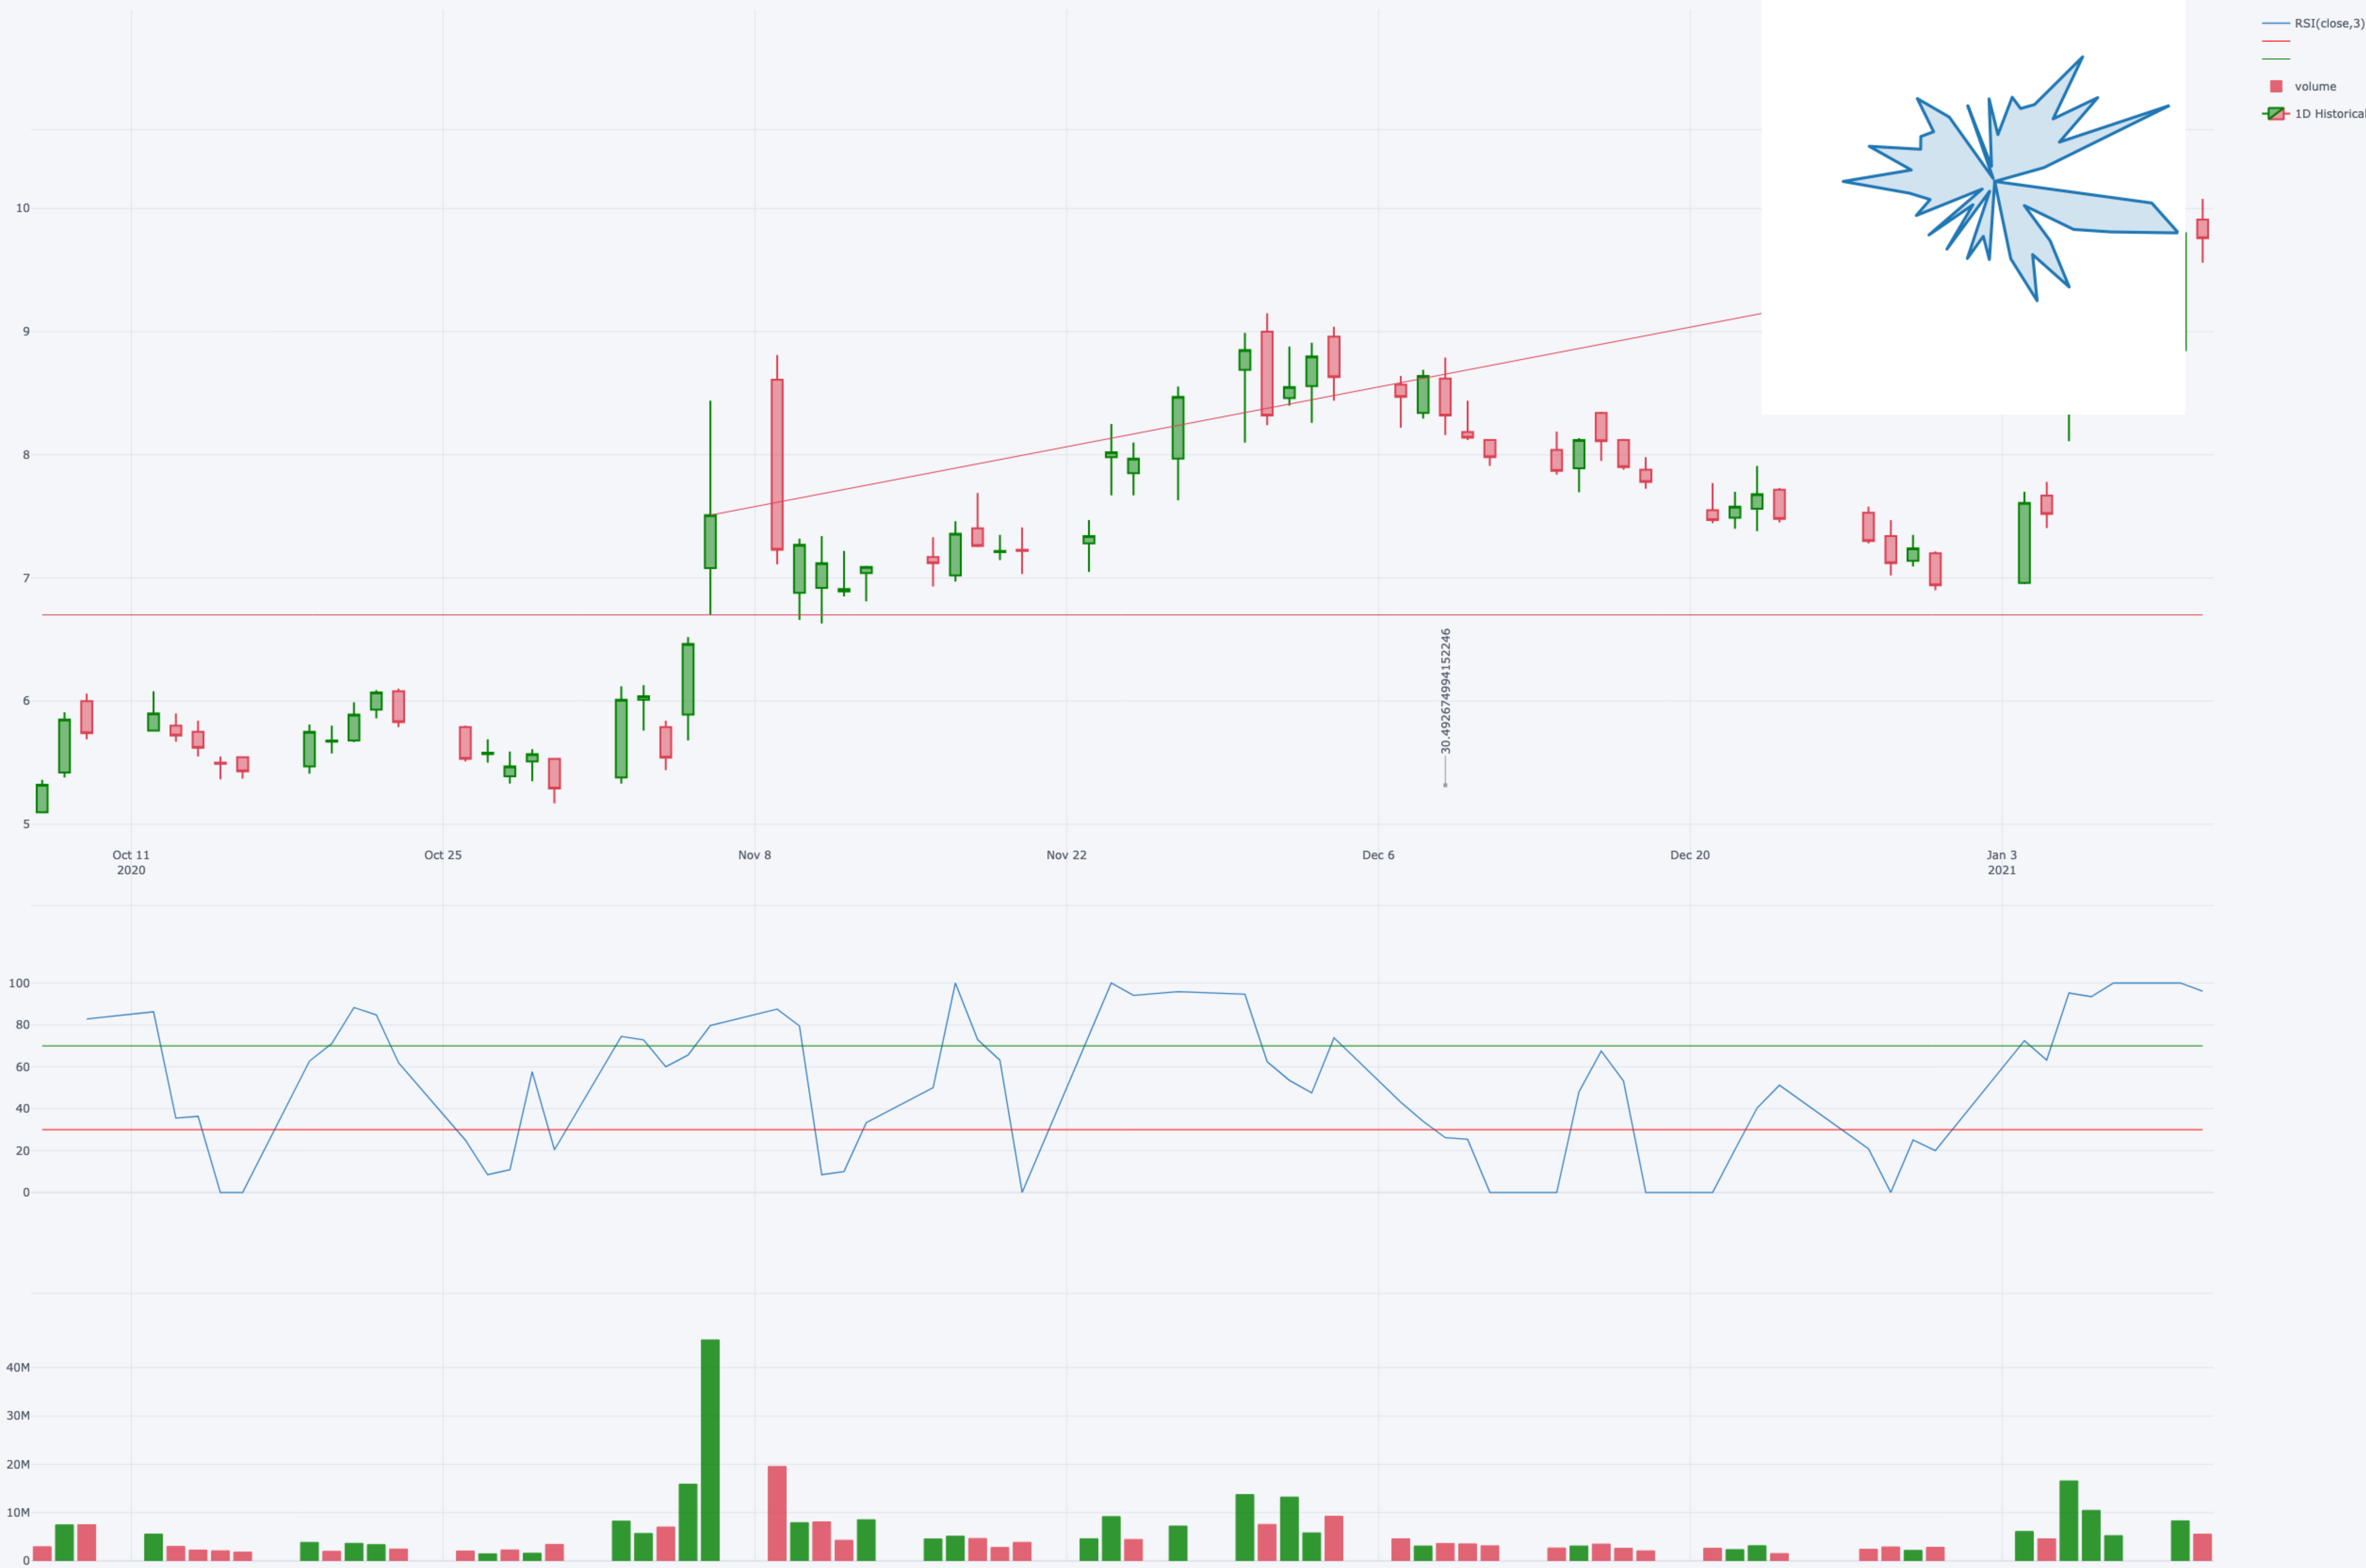 RSI(close,3)
volume
1D Historical
10
9
8
7
6
5
30.492674994152246
Oct 11
2020
Oct 25
Nov 8
Nov 22
Dec 6
Dec 20
Jan 3
2021
100
80
60
40
20
0
40M
30M
20M
10M
0